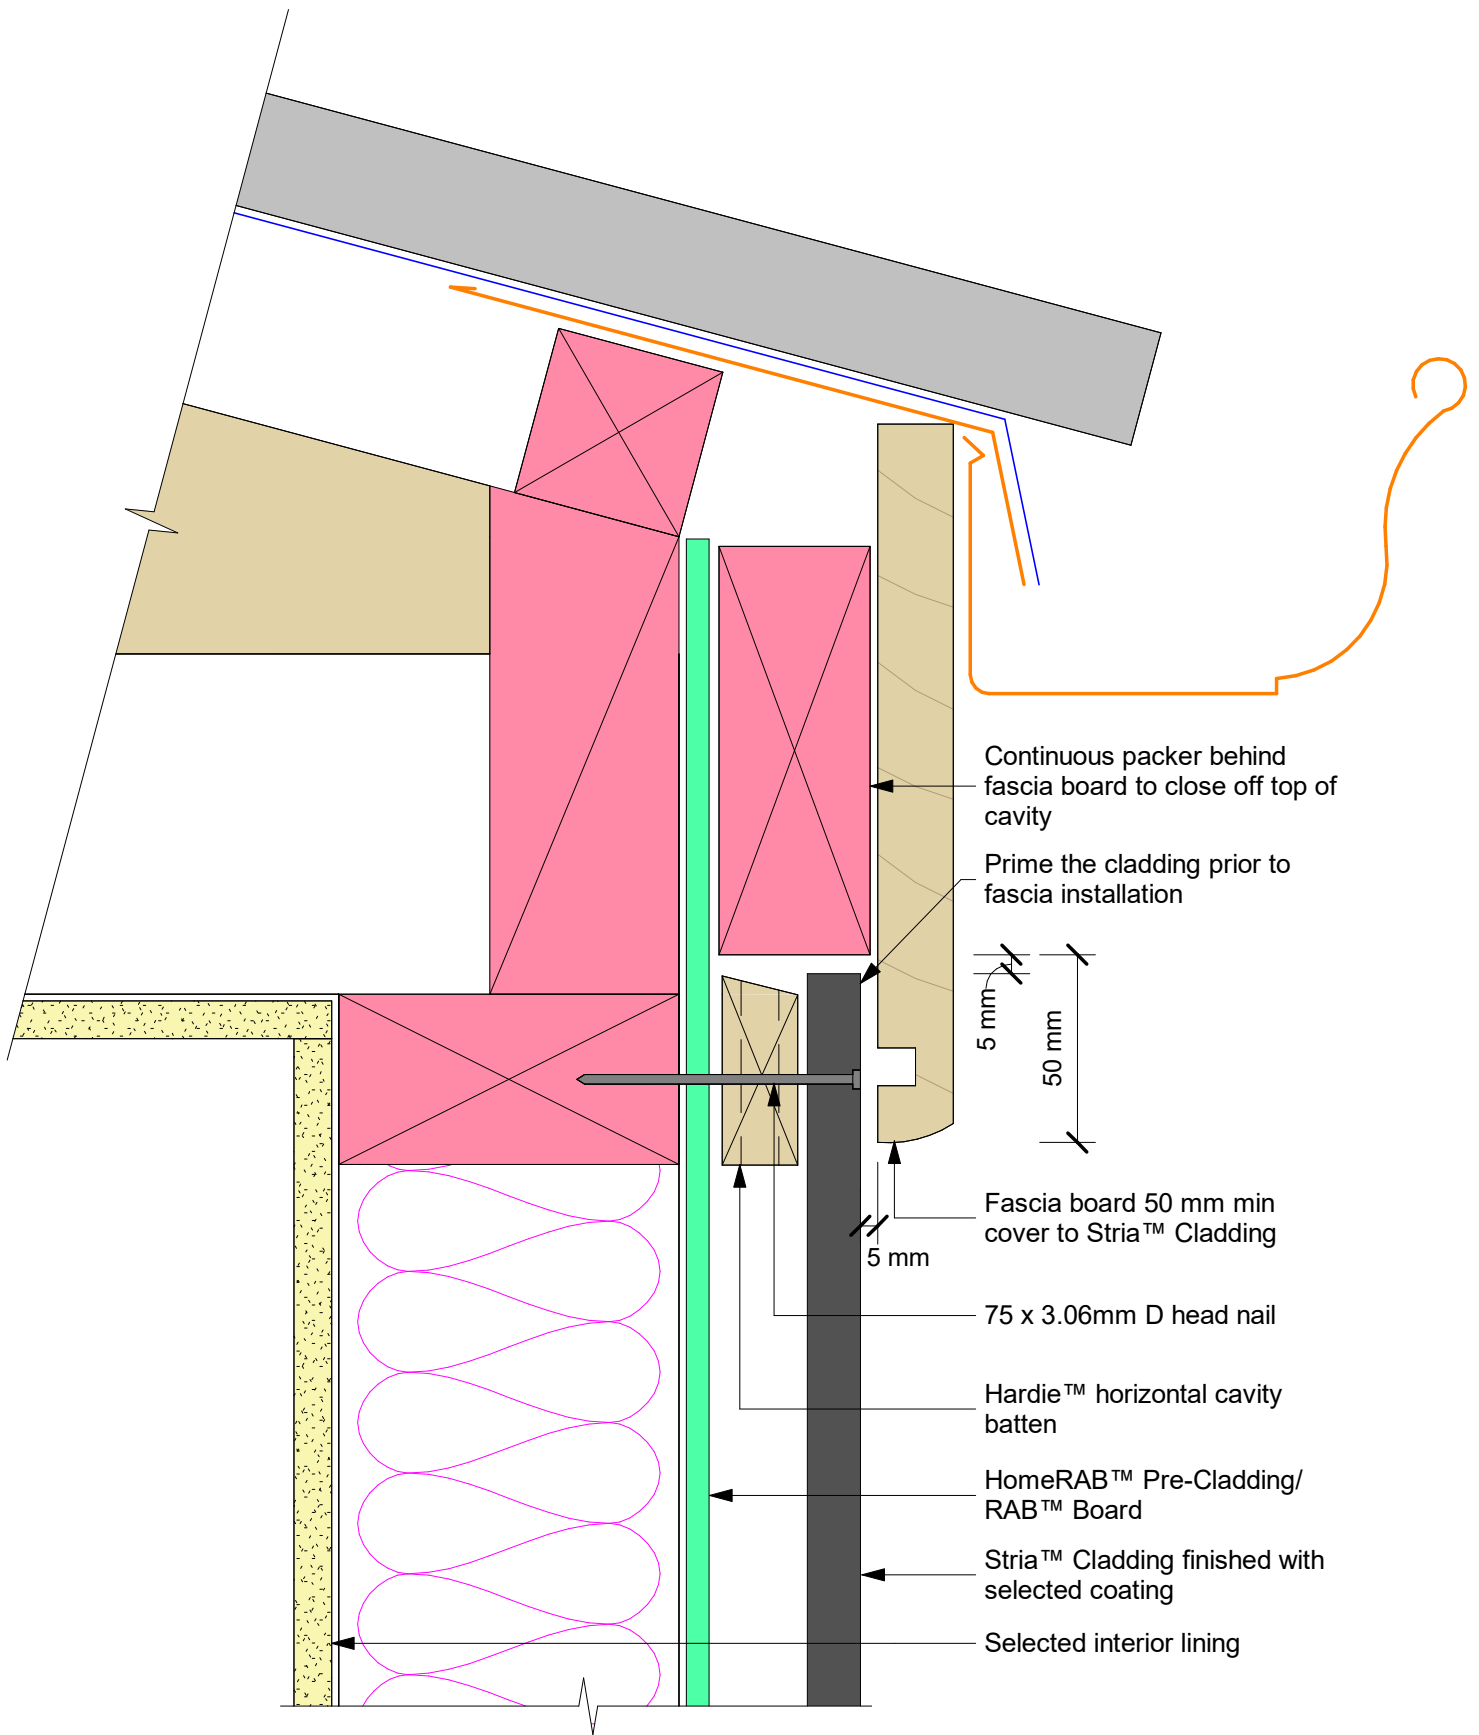 Continuous packer behind
fascia board to close off top of
cavity
Prime the cladding prior to
fascia installation
5 mm
50 mm
Fascia board 50 mm min
cover to Stria™ Cladding
5 mm
75 x 3.06mm D head nail
Hardie™ horizontal cavity
batten
HomeRAB™ Pre-Cladding/
RAB™ Board
Stria™ Cladding finished with
selected coating
Selected interior lining